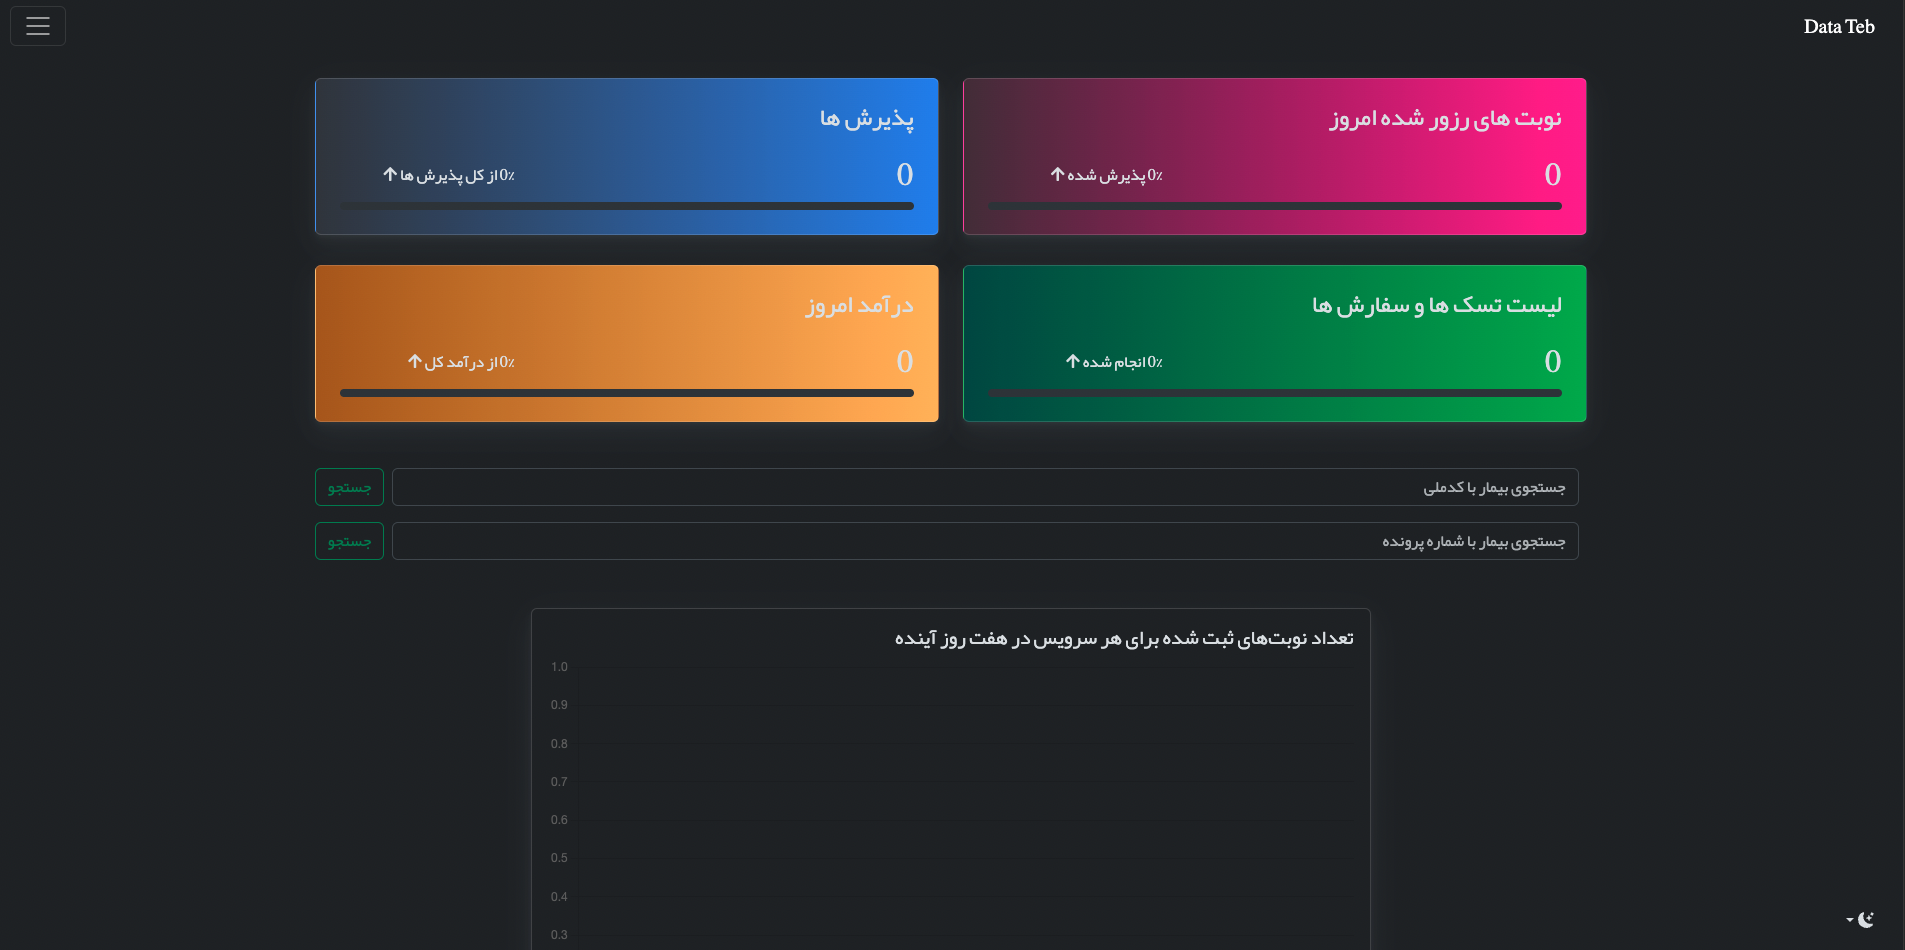 Data Teb
نوبت های رزور شده امروز
0
0٪ پذیرش شده
پذیرش ها
0
0٪ از کل پذیرش ها
لیست تسک ها و سفارش ها
0
0٪ انجام شده
درآمد امروز
0
0٪ از درآمد کل
جستجوی بیمار با کدملی
جستجو
جستجوی بیمار با شماره پرونده
جستجو
تعداد نوبت‌های ثبت شده برای هر سرویس در هفت روز آینده
1.0
0.9
0.8
0.7
0.6
0.5
0.4
0.3